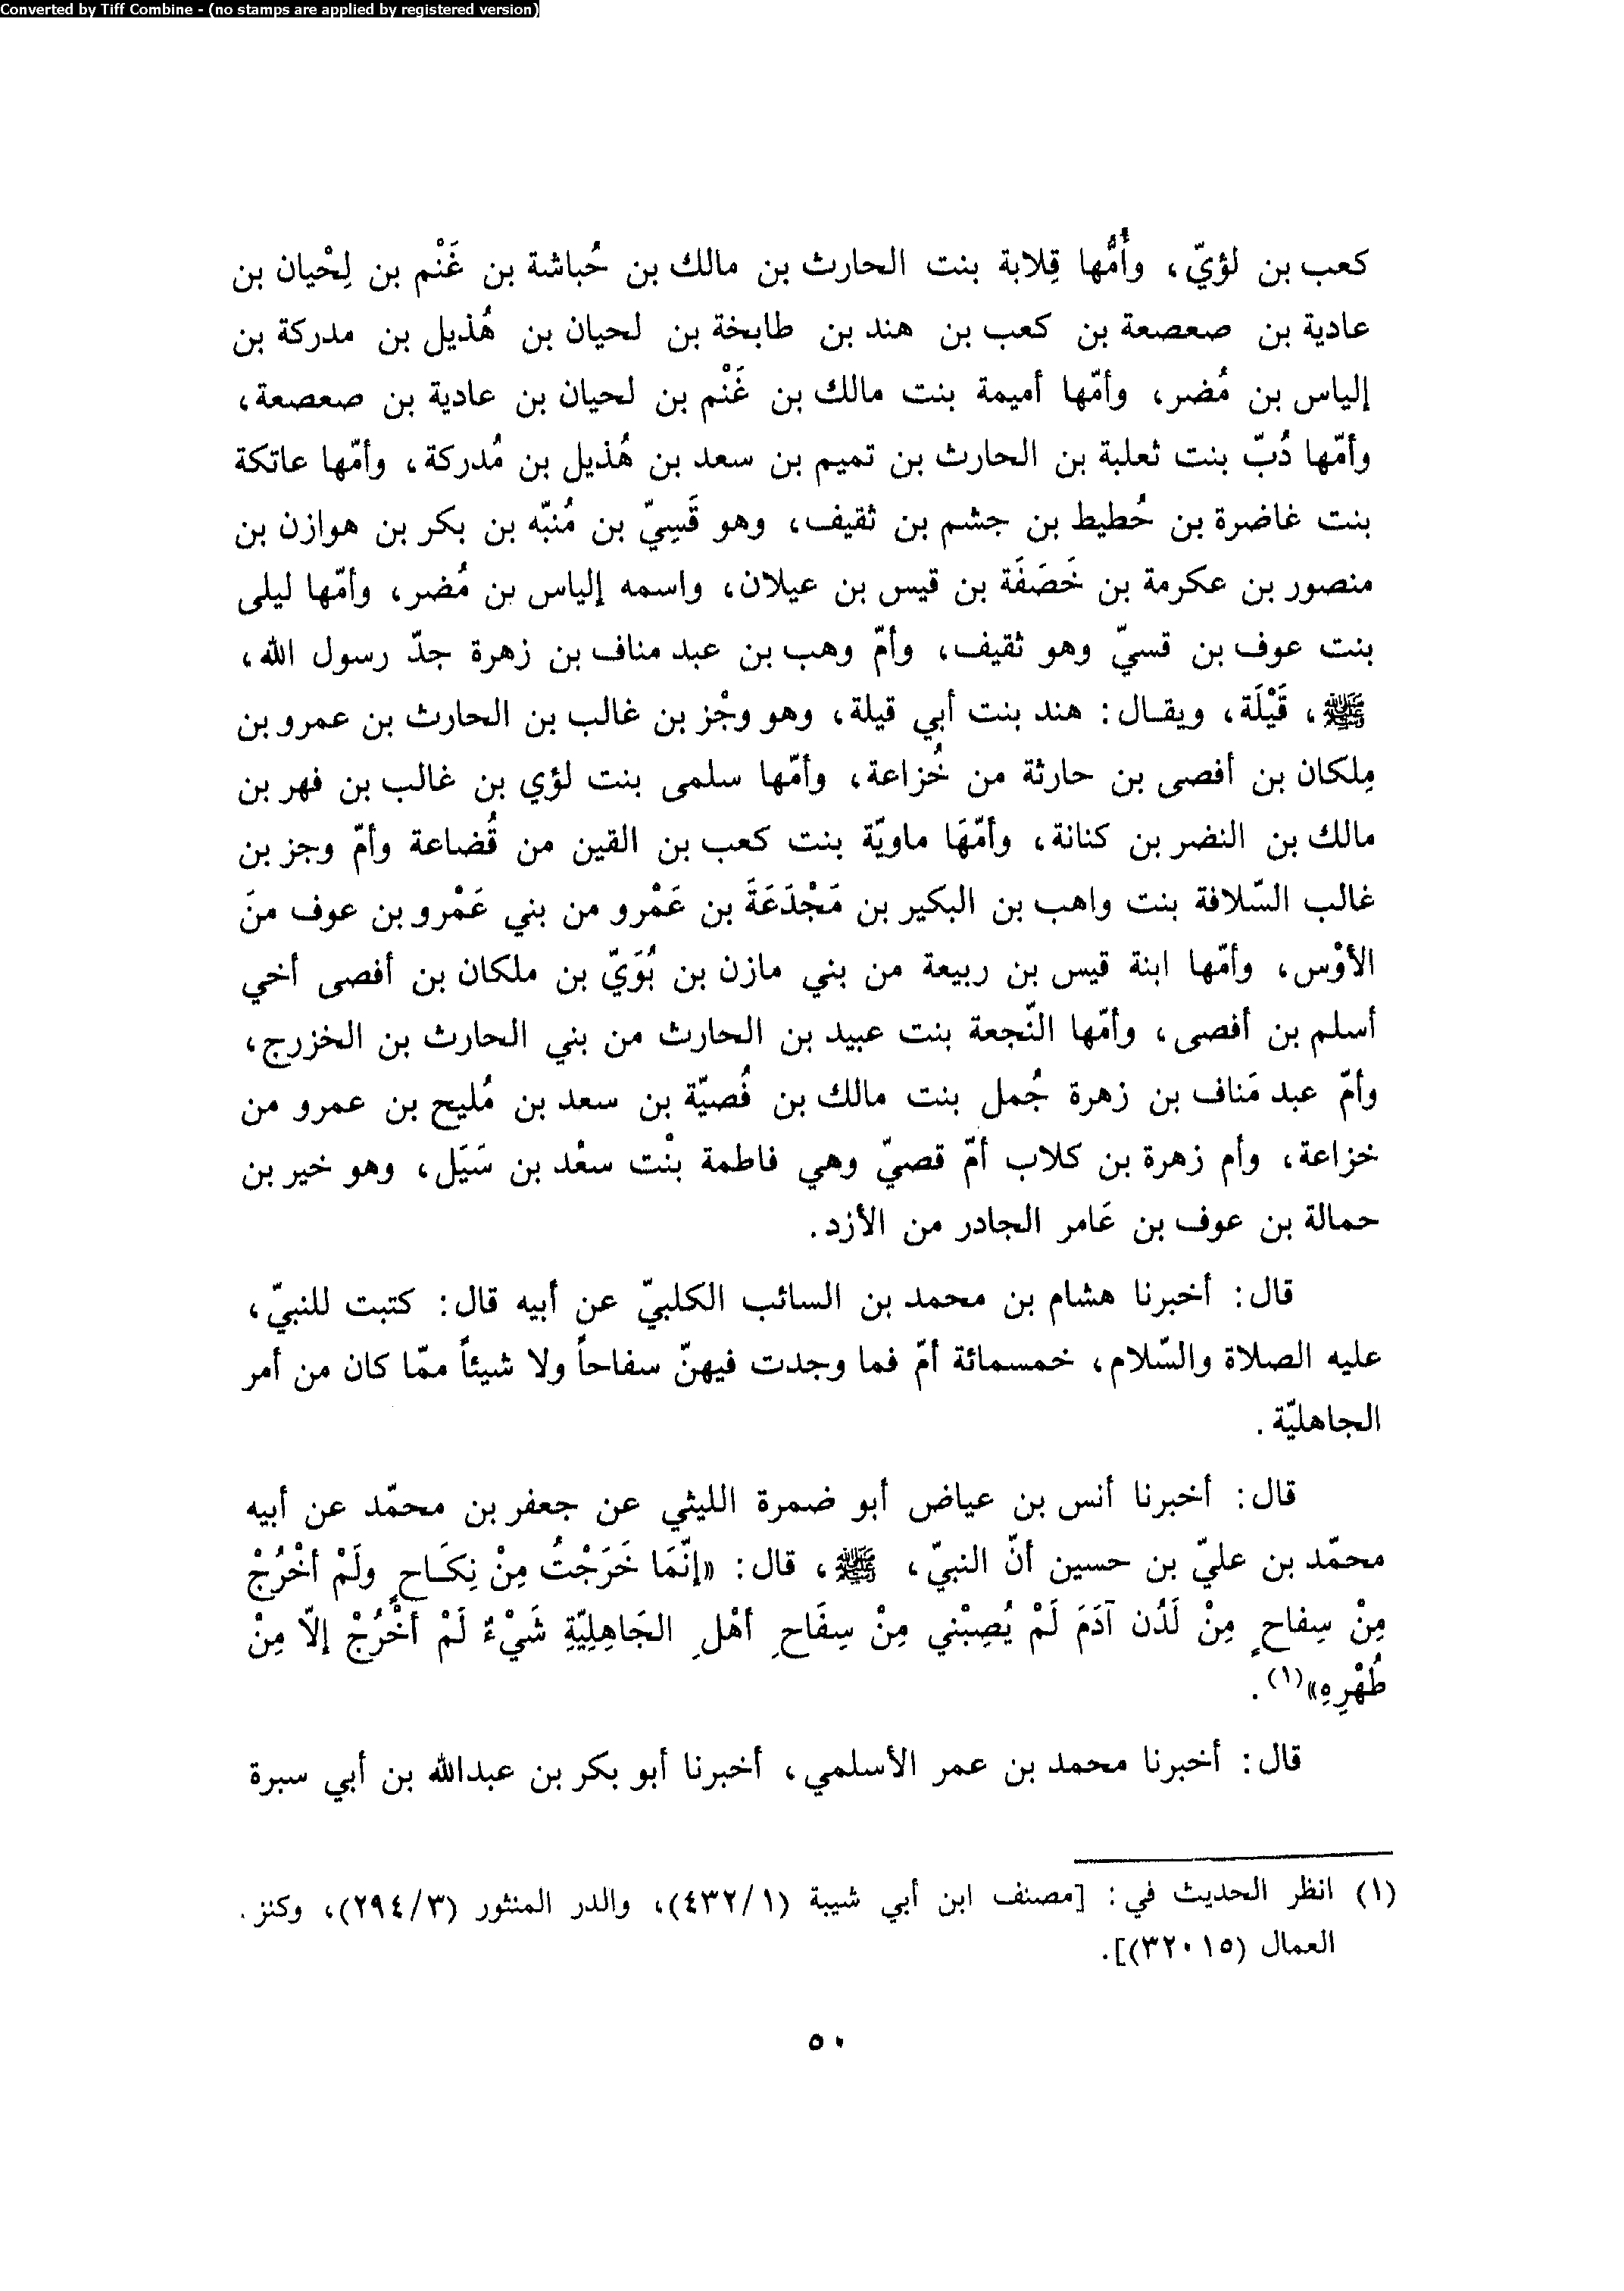 Converted by Tiff Combine - (no stamps are applied by registered version)
كعب بن لؤيّ، وأُمُّها قِلابة بنت الحارث بن مالك بن حُباشة بن غَنْم بن لِحْيان بن
عادية بن صعصعة بن كعب بن هند بن طابخة بن لحيان بن هُذيل بن مدركة بن
إلياس بن مُضر، وأمّها أميمة بنت مالك بن غَنْم بن لحيان بن عادية بن صعصعة،
وأمّها دُبّ بنت ثعلبة بن الحارث بن تميم بن سعد بن هُذيل بن مُدركة، وأمّها عاتكة
بنت غاضرة بن حُطيط بن جشم بن ثقيف، وهو قَسِيّ بن مُنبّه بن بكر بن هوازن بن
منصور بن عكرمة بن خَصَفَة بن قيس بن عيلان، واسمه إلياس بن مُضر، وأمّها ليلى
بنت عوف بن قسيّ وهو ثقيف، وأمّ وهب بن عبد مناف بن زهرة جدّ رسول الله،
ﷺ، قَيْلَة، ويقال: هند بنت أبي قيلة، وهو وجْز بن غالب بن الحارث بن عمرو بن
مِلكان بن أفصى بن حارثة من خُزاعة، وأمّها سلمى بنت لؤي بن غالب بن فهر بن
مالك بن النضر بن كنانة، وأمّهَا ماويّة بنت كعب بن القين من قُضاعة وأمّ وجز بن
غالب السّلافة بنت واهب بن البكير بن مَجْدَعَةَ بن عَمْرو من بني عَمْرو بن عوف منَ
الأوْس، وأمّها ابنة قيس بن ربيعة من بني مازن بن بُوَيّ بن ملكان بن أفصى أخي
أسلم بن أفصى، وأمّها النّجعة بنت عبيد بن الحارث من بني الحارث بن الخزرج،
وأمّ عبد مَناف بن زهرة جُمل بنت مالك بن فُصيّة بن سعد بن مُليح بن عمرو من
خزاعة، وأم زهرة بن كلاب أمّ قصيّ وهي فاطمة بنْت سعْد بن سَيَل، وهو خير بن
حمالة بن عوف بن عَامر الجادر من الأزد.
قال: أخبرنا هشام بن محمد بن السائب الكلبيّ عن أبيه قال: كتبت للنبيّ،
عليه الصلاة والسّلام، خمسمائة أمّ فما وجدت فيهنّ سفاحاً ولا شيئاً ممّا كان من أمر
الجاهليّة.
قال: أخبرنا أنس بن عياض أبو ضمرة الليثي عن جعفر بن محمّد عن أبيه
محمّد بن عليّ بن حسين أنّ النبيّ، ﷺ، قال: «إنّمَا خَرَجْتُ مِنْ نِكَـاحٍ ولَمْ أخْرُجْ
مِنْ سِفاحٍ مِنْ لَدُن آدَمَ لَمْ يُصِبْني مِنْ سِفَاحِ أهْلِ الجَاهِلِيّةِ شَيْءٌ لَمْ أخْرُجْ إلاّ مِنْ
طُهْرِهِ»(١).
قال: أخبرنا محمد بن عمر الأسلمي، أخبرنا أبو بكر بن عبدالله بن أبي سبرة
(١) انظر الحديث في: [مصنف ابن أبي شيبة (٤٣٢/١)، والدر المنثور (٢٩٤/٣)، وكنز.
العمال (٣٢٠١٥)].
٥٠